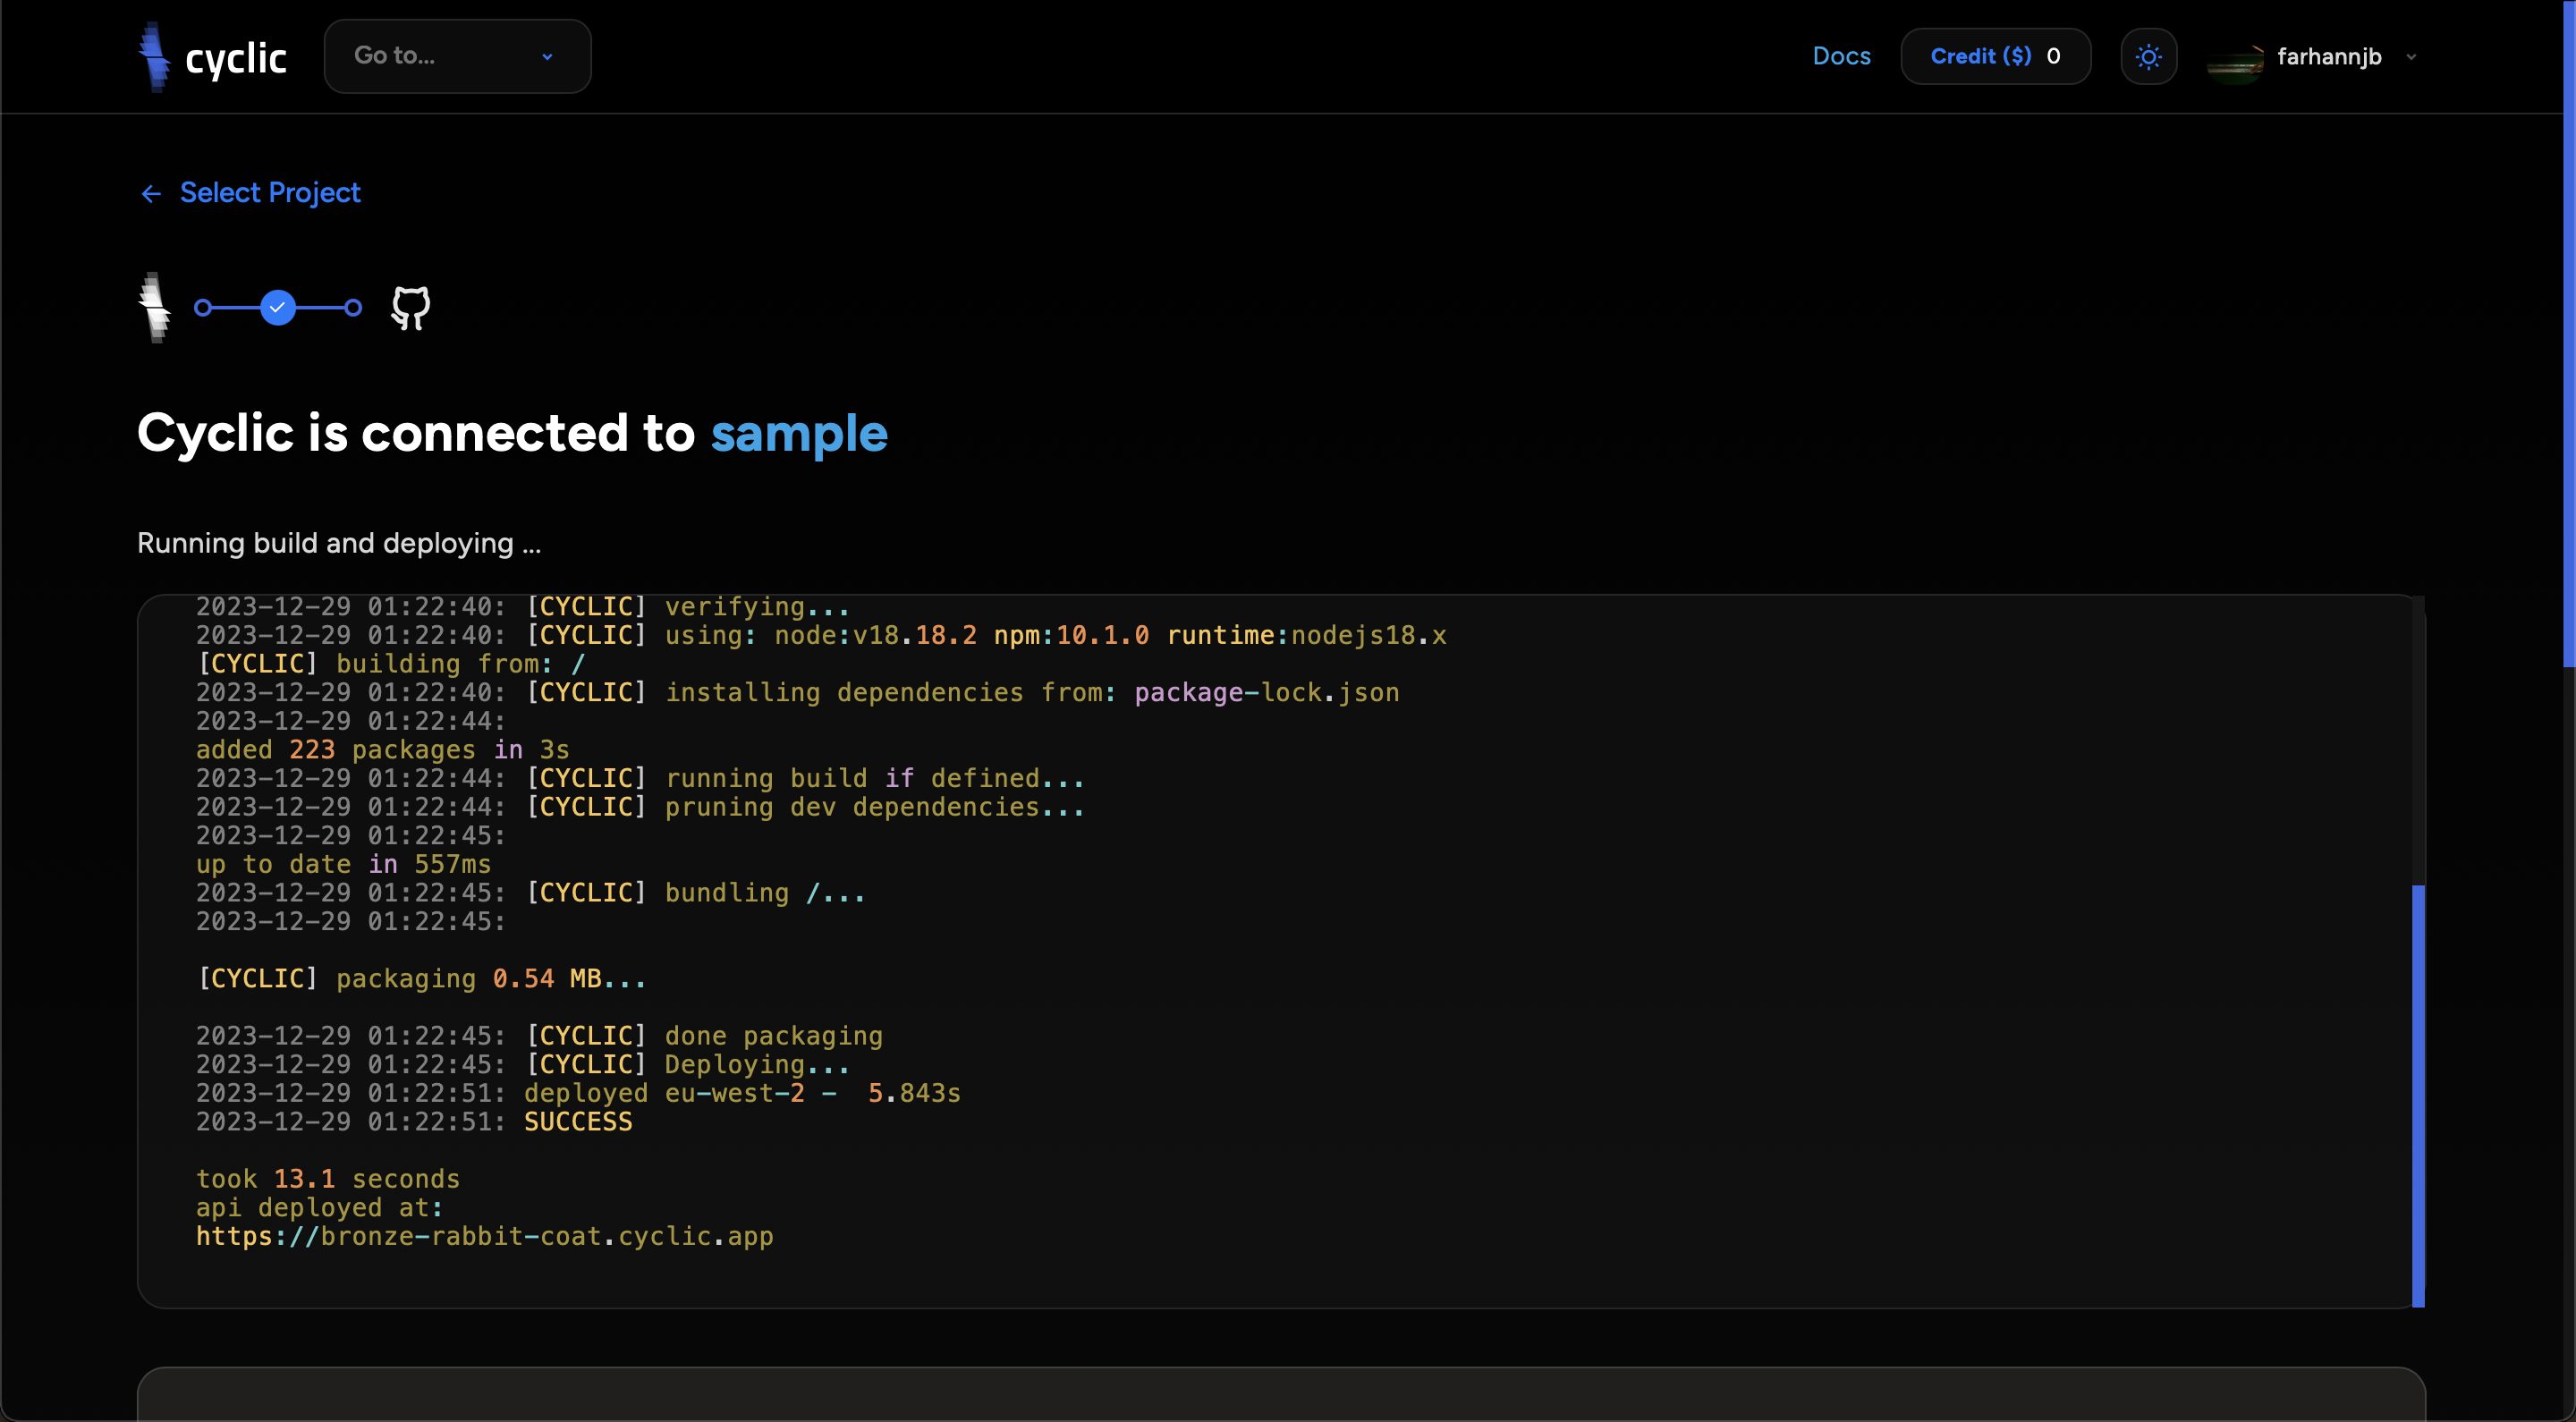 cyclic
Go to...
Docs
Credit ($) 0
farhannjb
Select Project
Cyclic is connected to sample
Running build and deploying ...
2023-12-29 01:22:40: [CYCLIC] verifying...
2023-12-29 01:22:40: [CYCLIC] using: node:v18.18.2 npm:10.1.0 runtime:nodejs18.x
[CYCLIC] building from: /
2023-12-29 01:22:40: [CYCLIC] installing dependencies from: package-lock.json
2023-12-29 01:22:44:
added 223 packages in 3s
2023-12-29 01:22:44: [CYCLIC] running build if defined...
2023-12-29 01:22:44: [CYCLIC] pruning dev dependencies...
2023-12-29 01:22:45:
up to date in 557ms
2023-12-29 01:22:45: [CYCLIC] bundling /...
2023-12-29 01:22:45:
[CYCLIC] packaging 0.54 MB...
2023-12-29 01:22:45: [CYCLIC] done packaging
2023-12-29 01:22:45: [CYCLIC] Deploying...
2023-12-29 01:22:51: deployed eu-west-2 -  5.843s
2023-12-29 01:22:51: SUCCESS
took 13.1 seconds
api deployed at:
https://bronze-rabbit-coat.cyclic.app